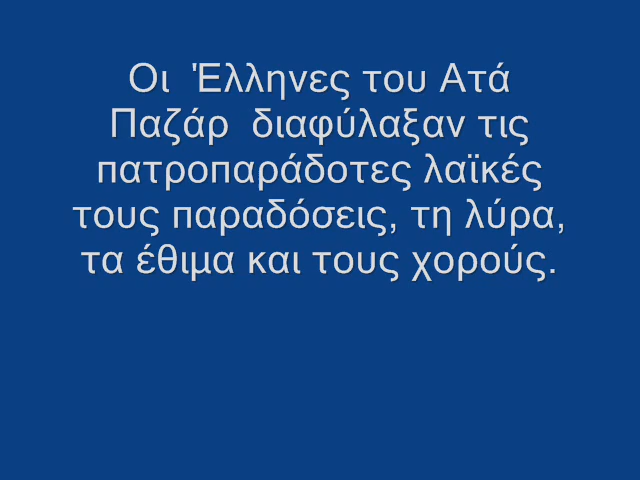 Οι  Έλληνες του Ατά
Παζάρ  διαφύλαξαν τις
πατροπαράδοτες λαϊκές
τους παραδόσεις, τη λύρα,
τα έθιμα και τους χορούς.